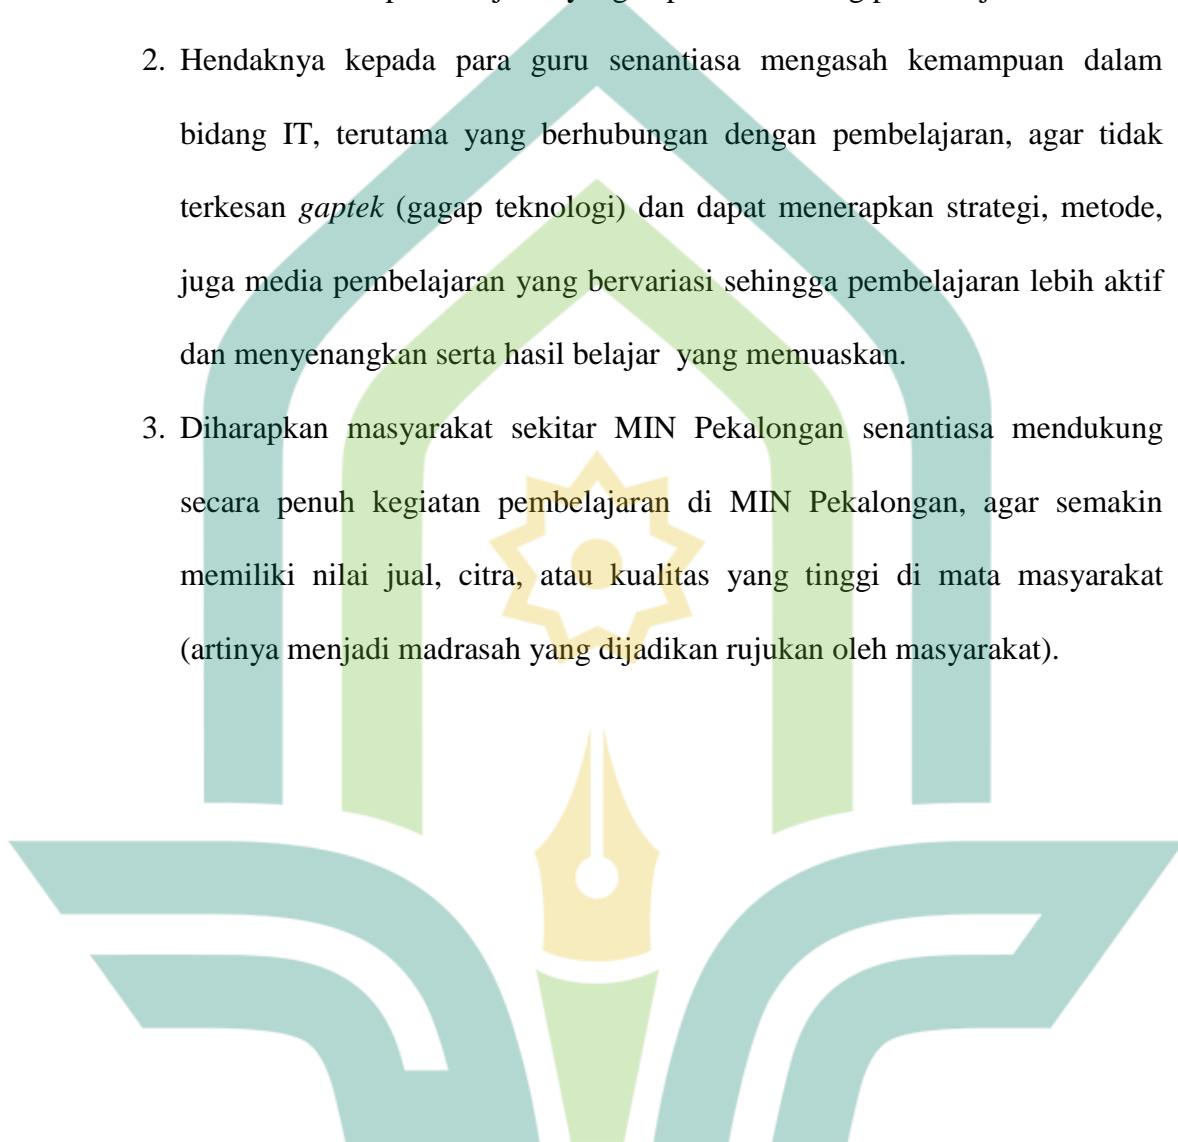 2. Hendaknya kepada para guru senantiasa mengasah kemampuan dalam
bidang IT, terutama yang berhubungan dengan pembelajaran, agar tidak
terkesan gaptek (gagap teknologi) dan dapat menerapkan strategi, metode,
juga media pembelajaran yang bervariasi sehingga pembelajaran lebih aktif
dan menyenangkan serta hasil belajar yang memuaskan.
3. Diharapkan masyarakat sekitar MIN Pekalongan senantiasa mendukung
secara penuh kegiatan pembelajaran di MIN Pekalongan, agar semakin
memiliki nilai jual, citra, atau kualitas yang tinggi di mata masyarakat
(artinya menjadi madrasah yang dijadikan rujukan oleh masyarakat).